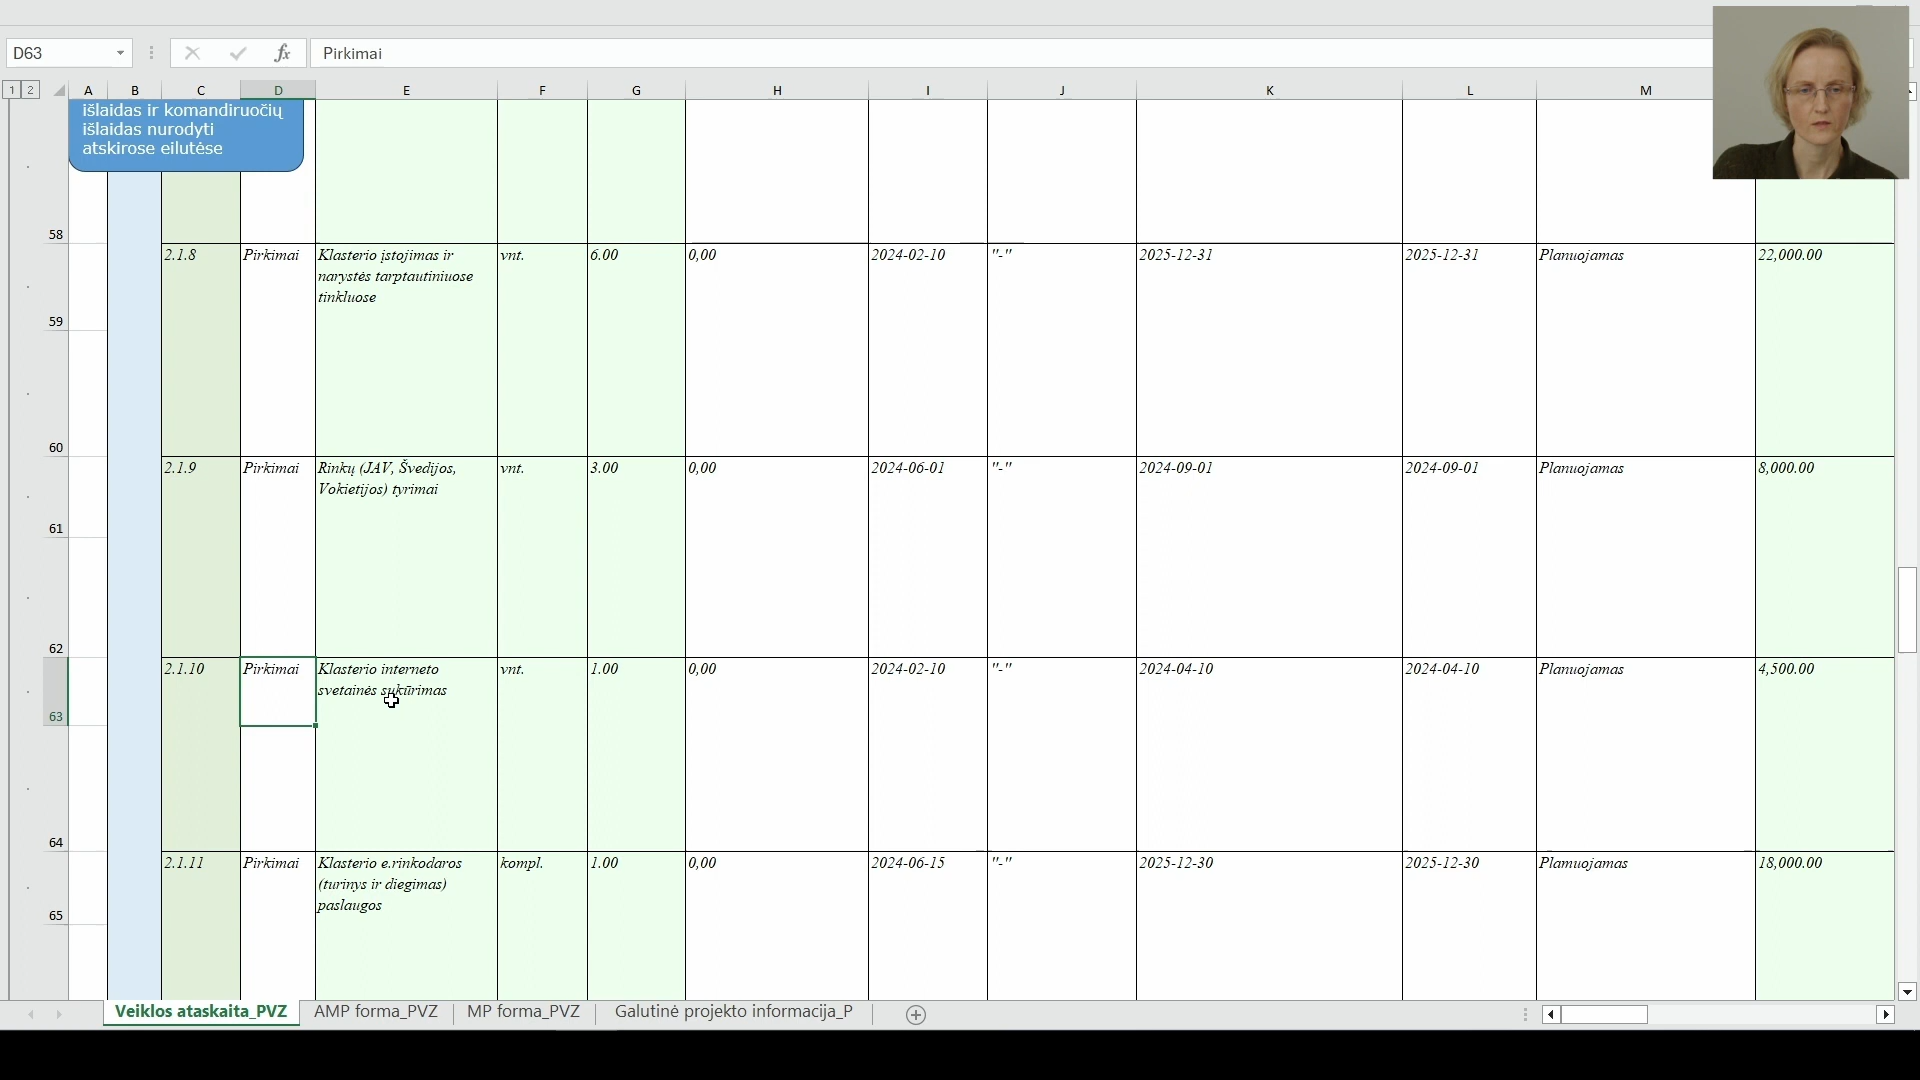 D63
fx
Pirkimai
1 2
A B C D E F G H I J K L M
išlaidas ir komandiruočių
išlaidas nurodyti
atskirose eilutėse
58
2.1.8 Pirkimai Klasterio įstojimas ir vnt. 6.00 0,00 2024-02-10 "-" 2025-12-31 2025-12-31 Planuojamas 22,000.00
narystės tarptautiniuose
tinkluose
59
60
2.1.9 Pirkimai Rinkų (JAV, Švedijos, vnt. 3.00 0,00 2024-06-01 "-" 2024-09-01 2024-09-01 Planuojamas 8,000.00
Vokietijos) tyrimai
61
62
2.1.10 Pirkimai Klasterio interneto vnt. 1.00 0,00 2024-02-10 "-" 2024-04-10 2024-04-10 Planuojamas 4,500.00
svetainės sukūrimas
63
64
2.1.11 Pirkimai Klasterio e.rinkodaros kompl. 1.00 0,00 2024-06-15 "-" 2025-12-30 2025-12-30 Plamuojamas 18,000.00
(turinys ir diegimas)
paslaugos
65
Veiklos ataskaita_PVZ AMP forma_PVZ MP forma_PVZ Galutinė projekto informacija_P